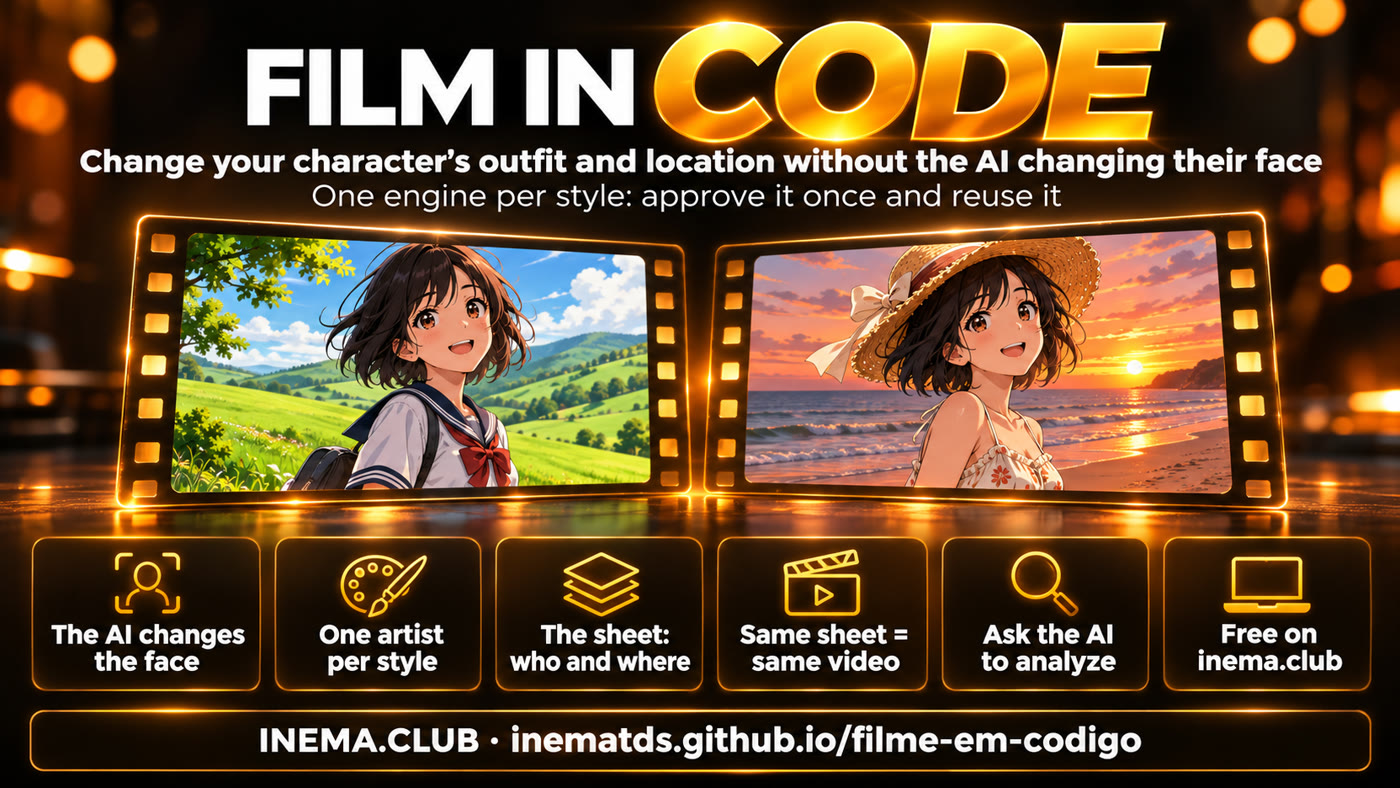 FILM IN CODE
Change your character's outfit and location without the AI changing their face
One engine per style: approve it once and reuse it
The AI changes
the face
One artist
per style
The sheet:
who and where
Same sheet =
same video
Ask the AI
to analyze
Free on
inema.club
INEMA.CLUB · inematds.github.io/filme-em-codigo